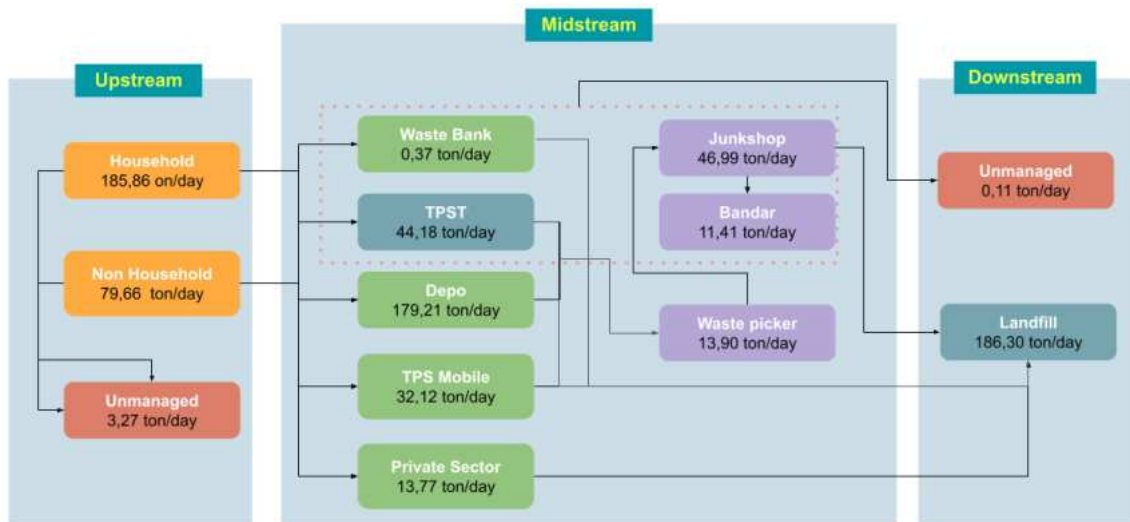 Midstream
Upstream
Downstream
Household
185,86 on/day
Non Household
79,66 ton/day
Unmanaged
3,27 ton/day
Waste Bank
0,37 ton/day
TPST
44,18 ton/day
Depo
179,21 ton/day
TPS Mobile
32,12 ton/day
Private Sector
13,77 ton/day
Junkshop
46,99 ton/day
Bandar
11,41 ton/day
Waste picker
13,90 ton/day
Unmanaged
0,11 ton/day
Landfill
186,30 ton/day